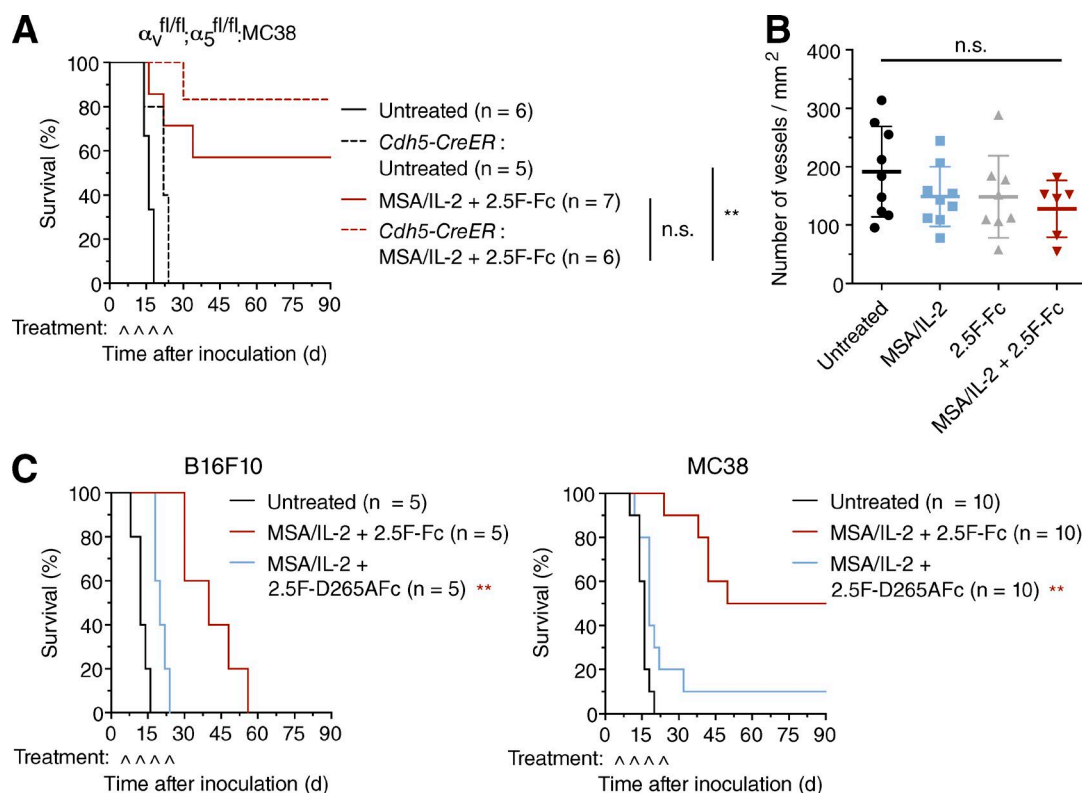 A
αv fl/fl;α5 fl/fl:MC38
Survival (%)
100
80
60
40
20
0
0 15 30 45 60 75 90
Treatment: ^ ^ ^ ^
Time after inoculation (d)
Untreated (n = 6)
Cdh5-CreER :
Untreated (n = 5)
MSA/IL-2 + 2.5F-Fc (n = 7)
Cdh5-CreER :
MSA/IL-2 + 2.5F-Fc (n = 6)
n.s.
**
B
Number of vessels / mm²
400
300
200
100
0
n.s.
Untreated
MSA/IL-2
2.5F-Fc
MSA/IL-2 + 2.5F-Fc
C
B16F10
Survival (%)
100
80
60
40
20
0
0 15 30 45 60 75 90
Treatment: ^ ^ ^ ^
Time after inoculation (d)
Untreated (n = 5)
MSA/IL-2 + 2.5F-Fc (n = 5)
MSA/IL-2 +
2.5F-D265AFc (n = 5) **
MC38
Survival (%)
100
80
60
40
20
0
0 15 30 45 60 75 90
Treatment: ^ ^ ^ ^
Time after inoculation (d)
Untreated (n = 10)
MSA/IL-2 + 2.5F-Fc (n = 10)
MSA/IL-2 +
2.5F-D265AFc (n = 10) **